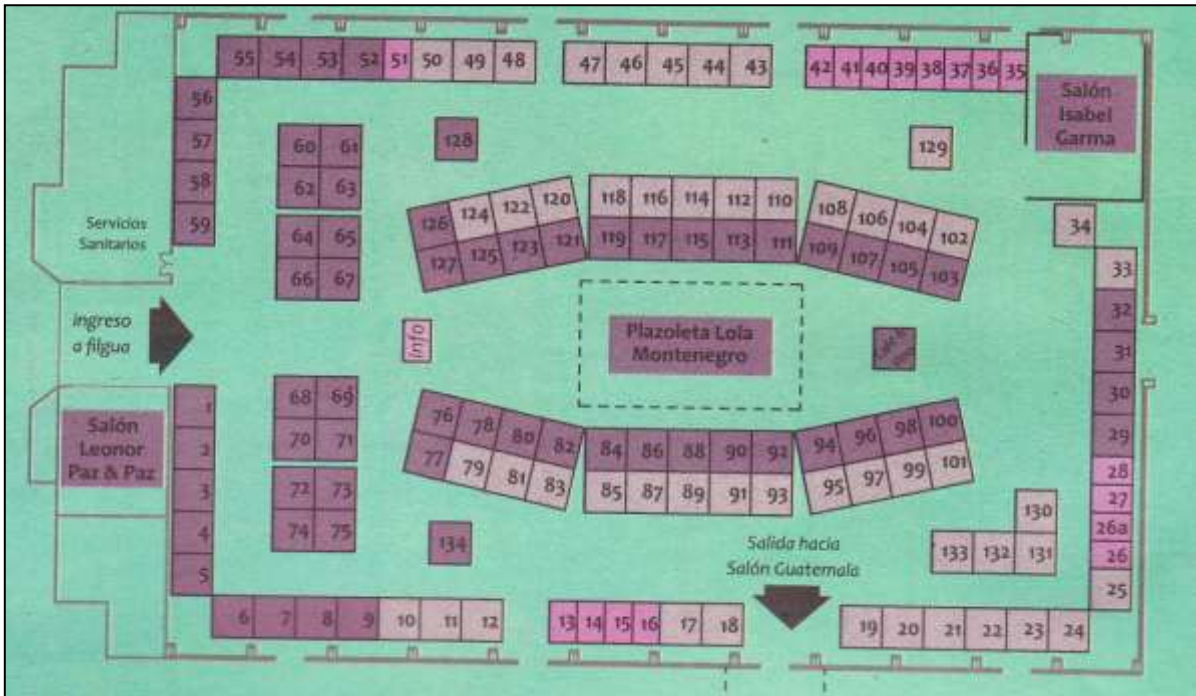 55 54 53 52 51 50 49 48
47 46 45 44 43
42 41 40 39 38 37 36 35
Salón
Isabel
Garma
56
57
58
59
60 61
62 63
64 65
66 67
128
129
Servicios
Sanitarios
126 124 122 120
127 125 123 121
118 116 114 112 110
119 117 115 113 111
108 106 104 102
109 107 105 103
34
33
32
31
30
29
28
27
26a
26
25
ingreso
a filgua
info
Plazoleta Lola
Montenegro
Salón
Leonor
Paz & Paz
1
2
3
4
5
68 69
70 71
72 73
74 75
76 78 80 82
77 79 81 83
84 86 88 90 92
85 87 89 91 93
94 96 98 100
95 97 99 101
134
Salida hacia
Salón Guatemala
130
133 132 131
6 7 8 9 10 11 12
13 14 15 16 17 18
19 20 21 22 23 24